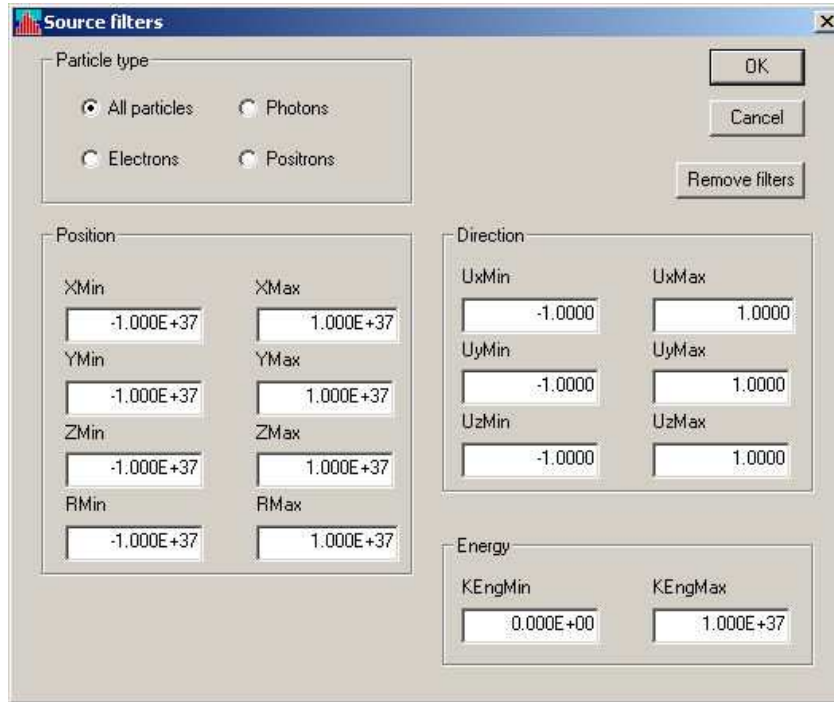 Source filters
Particle type
All particles
Photons
Electrons
Positrons
OK
Cancel
Remove filters
Position
XMin
XMax
-1.000E+37
1.000E+37
YMin
YMax
-1.000E+37
1.000E+37
ZMin
ZMax
-1.000E+37
1.000E+37
RMin
RMax
-1.000E+37
1.000E+37
Direction
UxMin
UxMax
-1.0000
1.0000
UyMin
UyMax
-1.0000
1.0000
UzMin
UzMax
-1.0000
1.0000
Energy
KEngMin
KEngMax
0.000E+00
1.000E+37